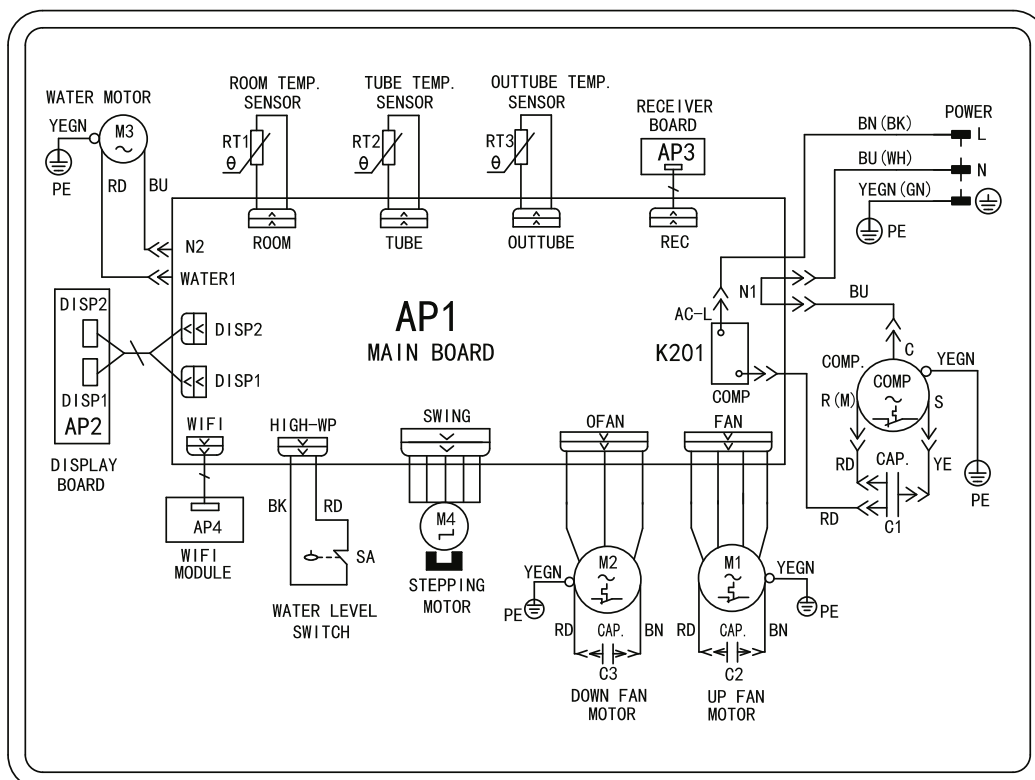 WATER MOTOR
YEGN
M3
PE
RD
BU
ROOM TEMP.
SENSOR
RT1
θ
TUBE TEMP.
SENSOR
RT2
θ
OUTTUBE TEMP.
SENSOR
RT3
θ
RECEIVER
BOARD
AP3
POWER
BN(BK)
L
BU(WH)
N
YEGN(GN)
PE
ROOM
TUBE
OUTTUBE
REC
N2
WATER1
DISP2
DISP1
AP2
DISPLAY
BOARD
DISP2
DISP1
AP1
MAIN BOARD
AC-L
K201
COMP
N1
BU
C
COMP.
COMP
YEGN
R(M)
S
RD
CAP.
YE
C1
RD
PE
WIFI
AP4
WIFI
MODULE
HIGH-WP
BK
RD
SA
WATER LEVEL
SWITCH
SWING
M4
STEPPING
MOTOR
OFAN
M2
YEGN
PE
RD
CAP.
BN
C3
DOWN FAN
MOTOR
FAN
M1
YEGN
PE
RD
CAP.
BN
C2
UP FAN
MOTOR